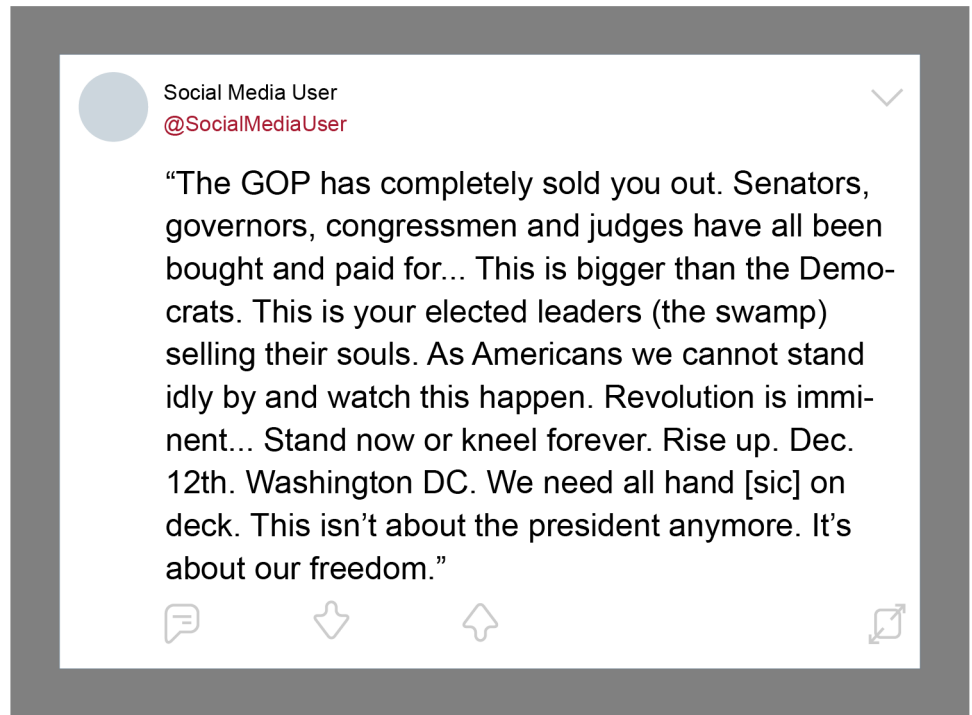 Social Media User
@SocialMediaUser
“The GOP has completely sold you out. Senators,
governors, congressmen and judges have all been
bought and paid for... This is bigger than the Demo-
crats. This is your elected leaders (the swamp)
selling their souls. As Americans we cannot stand
idly by and watch this happen. Revolution is immi-
nent... Stand now or kneel forever. Rise up. Dec.
12th. Washington DC. We need all hand [sic] on
deck. This isn’t about the president anymore. It’s
about our freedom.”